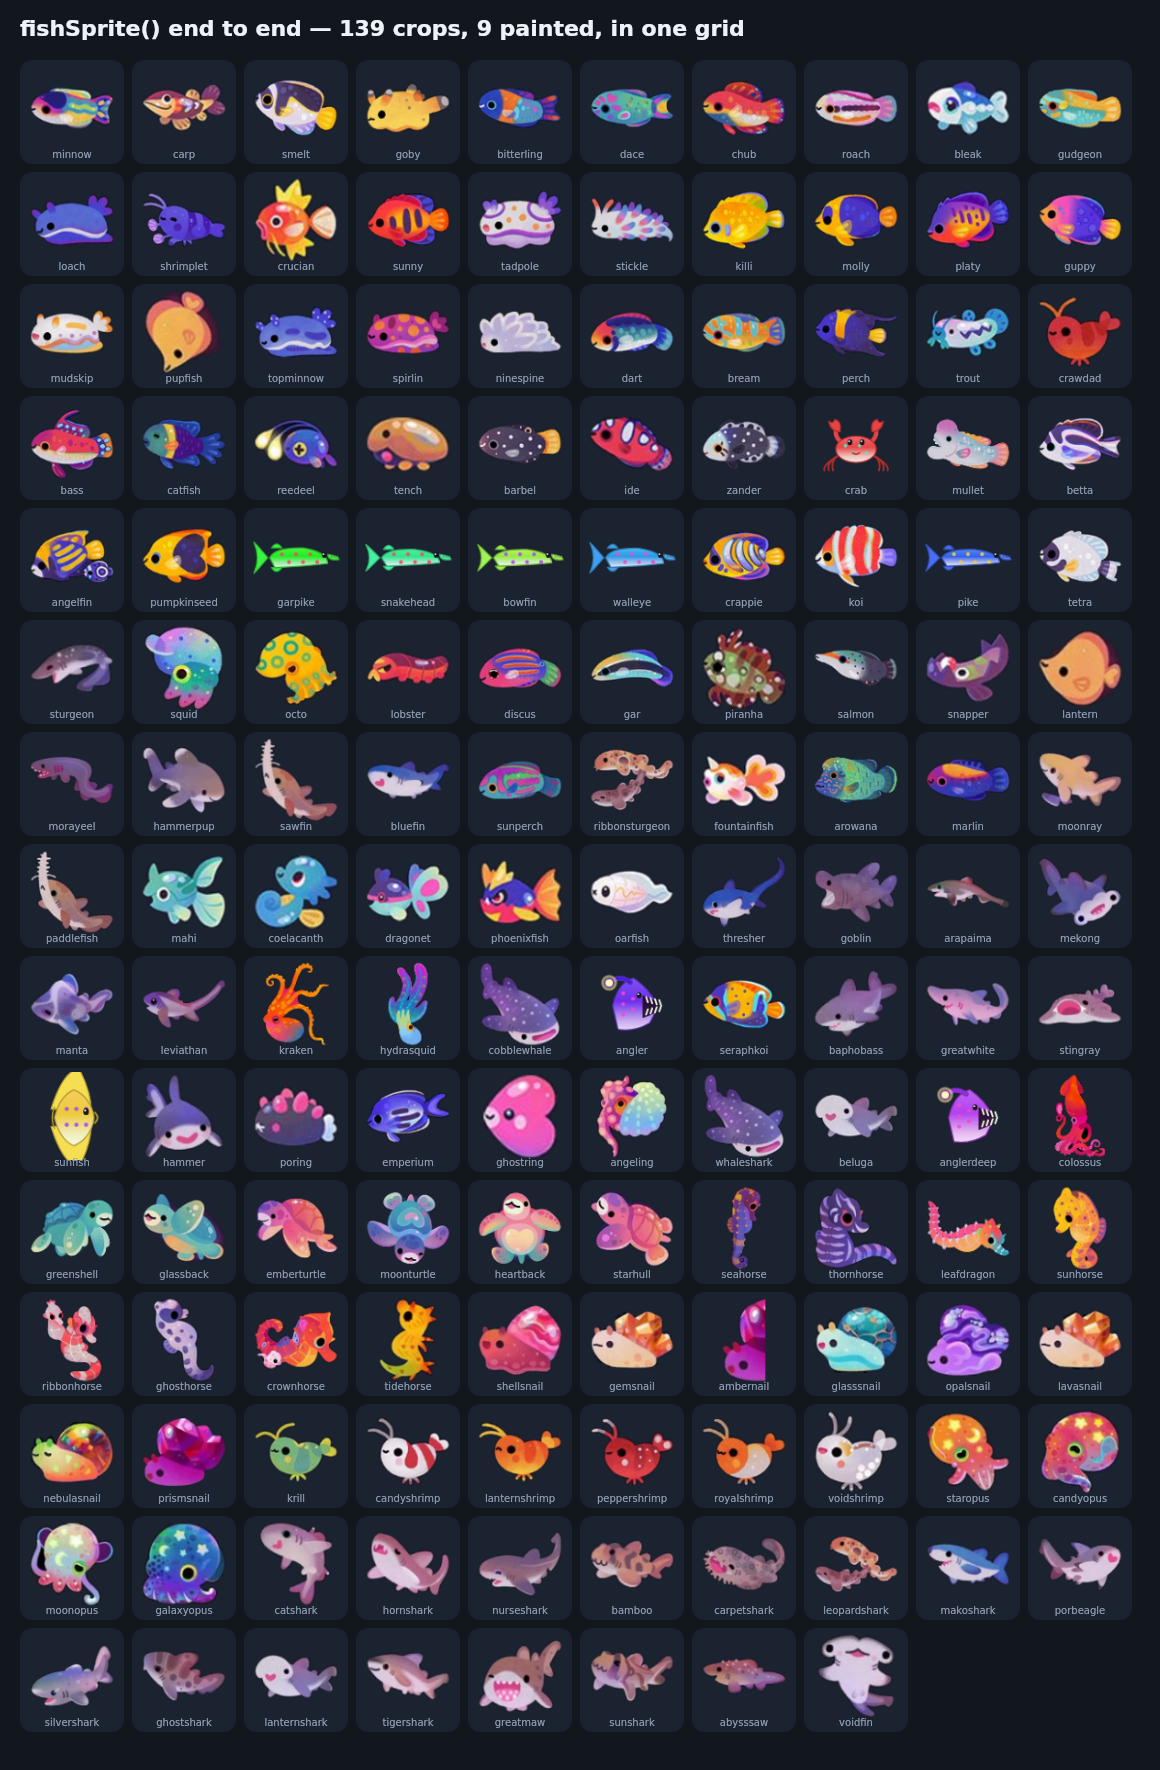 fishSprite() end to end — 139 crops, 9 painted, in one grid
minnow carp smelt goby bitterling dace chub roach bleak gudgeon
loach shrimplet crucian sunny tadpole stickle killi molly platy guppy
mudskip pupfish topminnow spirlin ninespine dart bream perch trout crawdad
bass catfish reedeel tench barbel ide zander crab mullet betta
angelfin pumpkinseed garpike snakehead bowfin walleye crappie koi pike tetra
sturgeon squid octo lobster discus gar piranha salmon snapper lantern
morayeel hammerpup sawfin bluefin sunperch ribbonsturgeon fountainfish arowana marlin moonray
paddlefish mahi coelacanth dragonet phoenixfish oarfish thresher goblin arapaima mekong
manta leviathan kraken hydrasquid cobblewhale angler seraphkoi baphobass greatwhite stingray
sunfish hammer poring emperium ghostring angeling whaleshark beluga anglerdeep colossus
greenshell glassback emberturtle moonturtle heartback starhull seahorse thornhorse leafdragon sunhorse
ribbonhorse ghosthorse crownhorse tidehorse shellsnail gemsnail ambernail glasssnail opalsnail lavasnail
nebulasnail prismsnail krill candyshrimp lanternshrimp peppershrimp royalshrimp voidshrimp staropus candyopus
moonopus galaxyopus catshark hornshark nurseshark bamboo carpetshark leopardshark makoshark porbeagle
silvershark ghostshark lanternshark tigershark greatmaw sunshark abysssaw voidfin